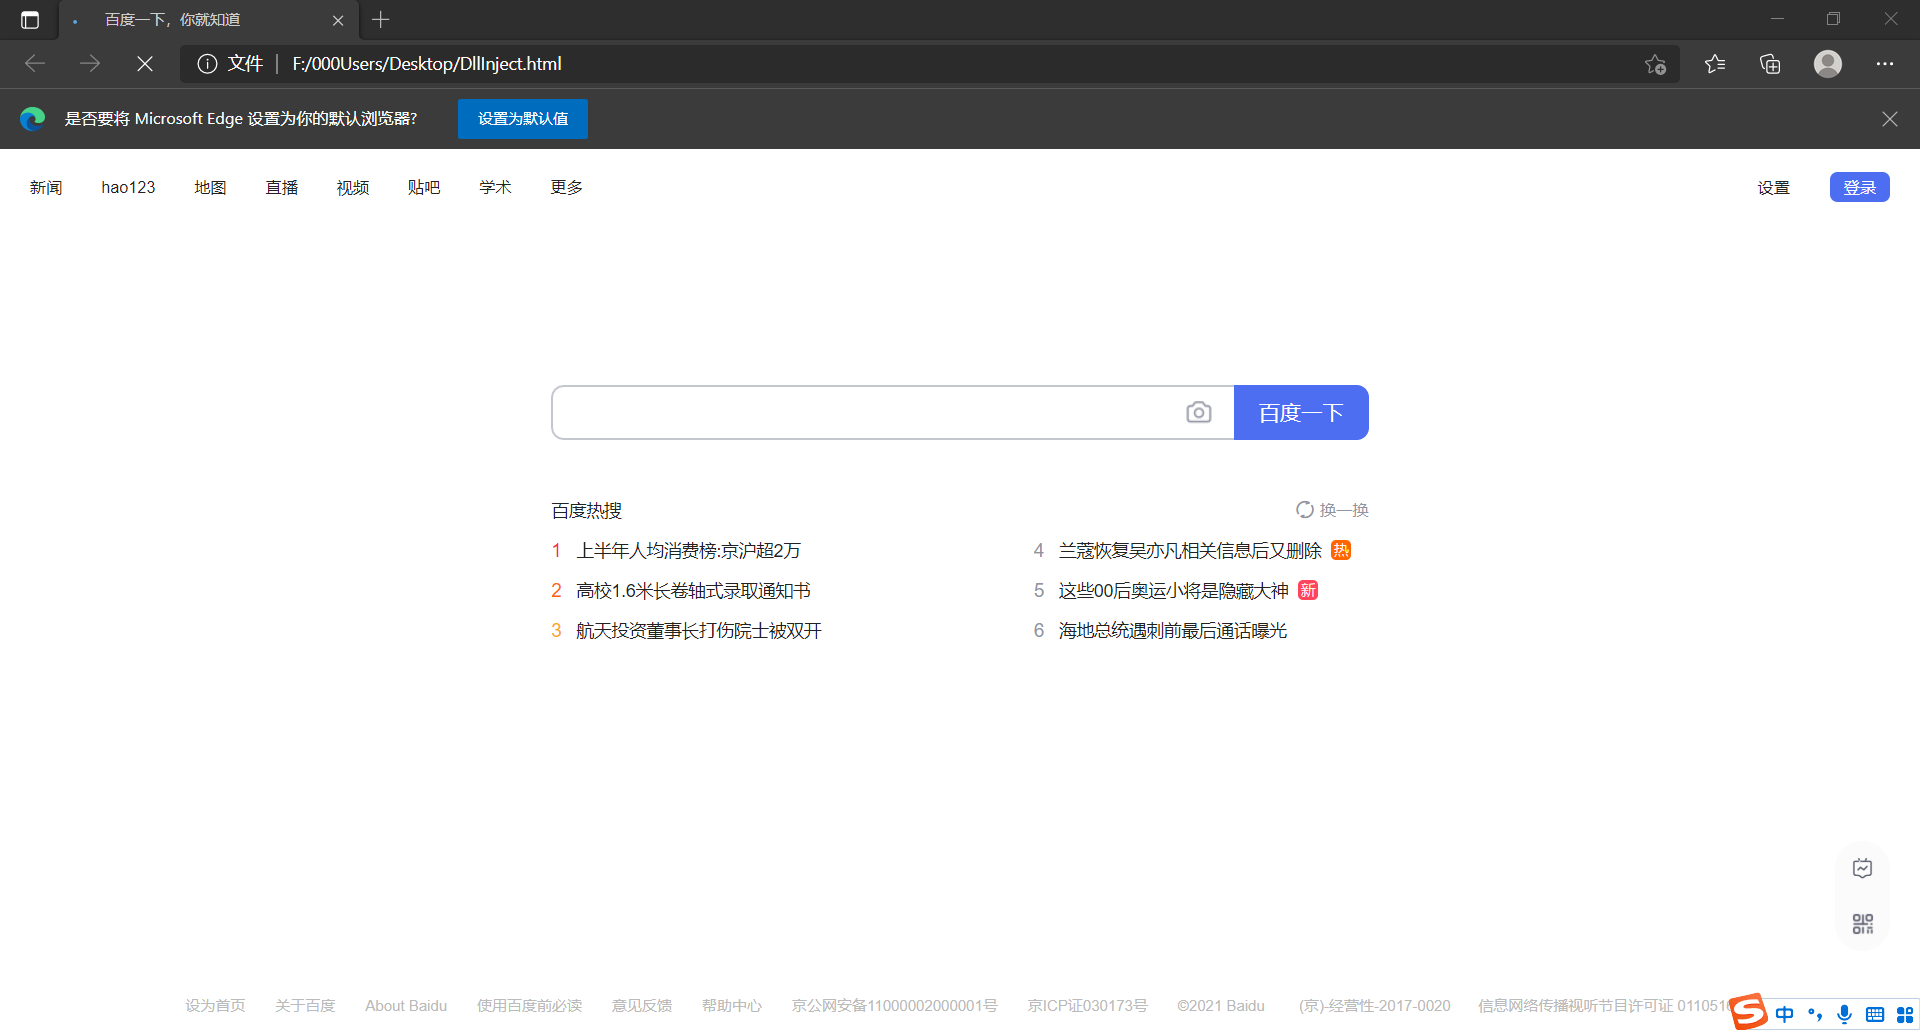 百度一下，你就知道
文件 F:/000Users/Desktop/DllInject.html
是否要将 Microsoft Edge 设置为你的默认浏览器? 设置为默认值
新闻 hao123 地图 直播 视频 贴吧 学术 更多 设置 登录
百度一下
百度热搜 换一换
1 上半年人均消费榜:京沪超2万
2 高校1.6米长卷轴式录取通知书
3 航天投资董事长打伤院士被双开
4 兰蔻恢复吴亦凡相关信息后又删除 热
5 这些00后奥运小将是隐藏大神 新
6 海地总统遇刺前最后通话曝光
设为首页 关于百度 About Baidu 使用百度前必读 意见反馈 帮助中心 京公网安备11000002000001号 京ICP证030173号 ©2021 Baidu (京)-经营性-2017-0020 信息网络传播视听节目许可证 011051
S 中